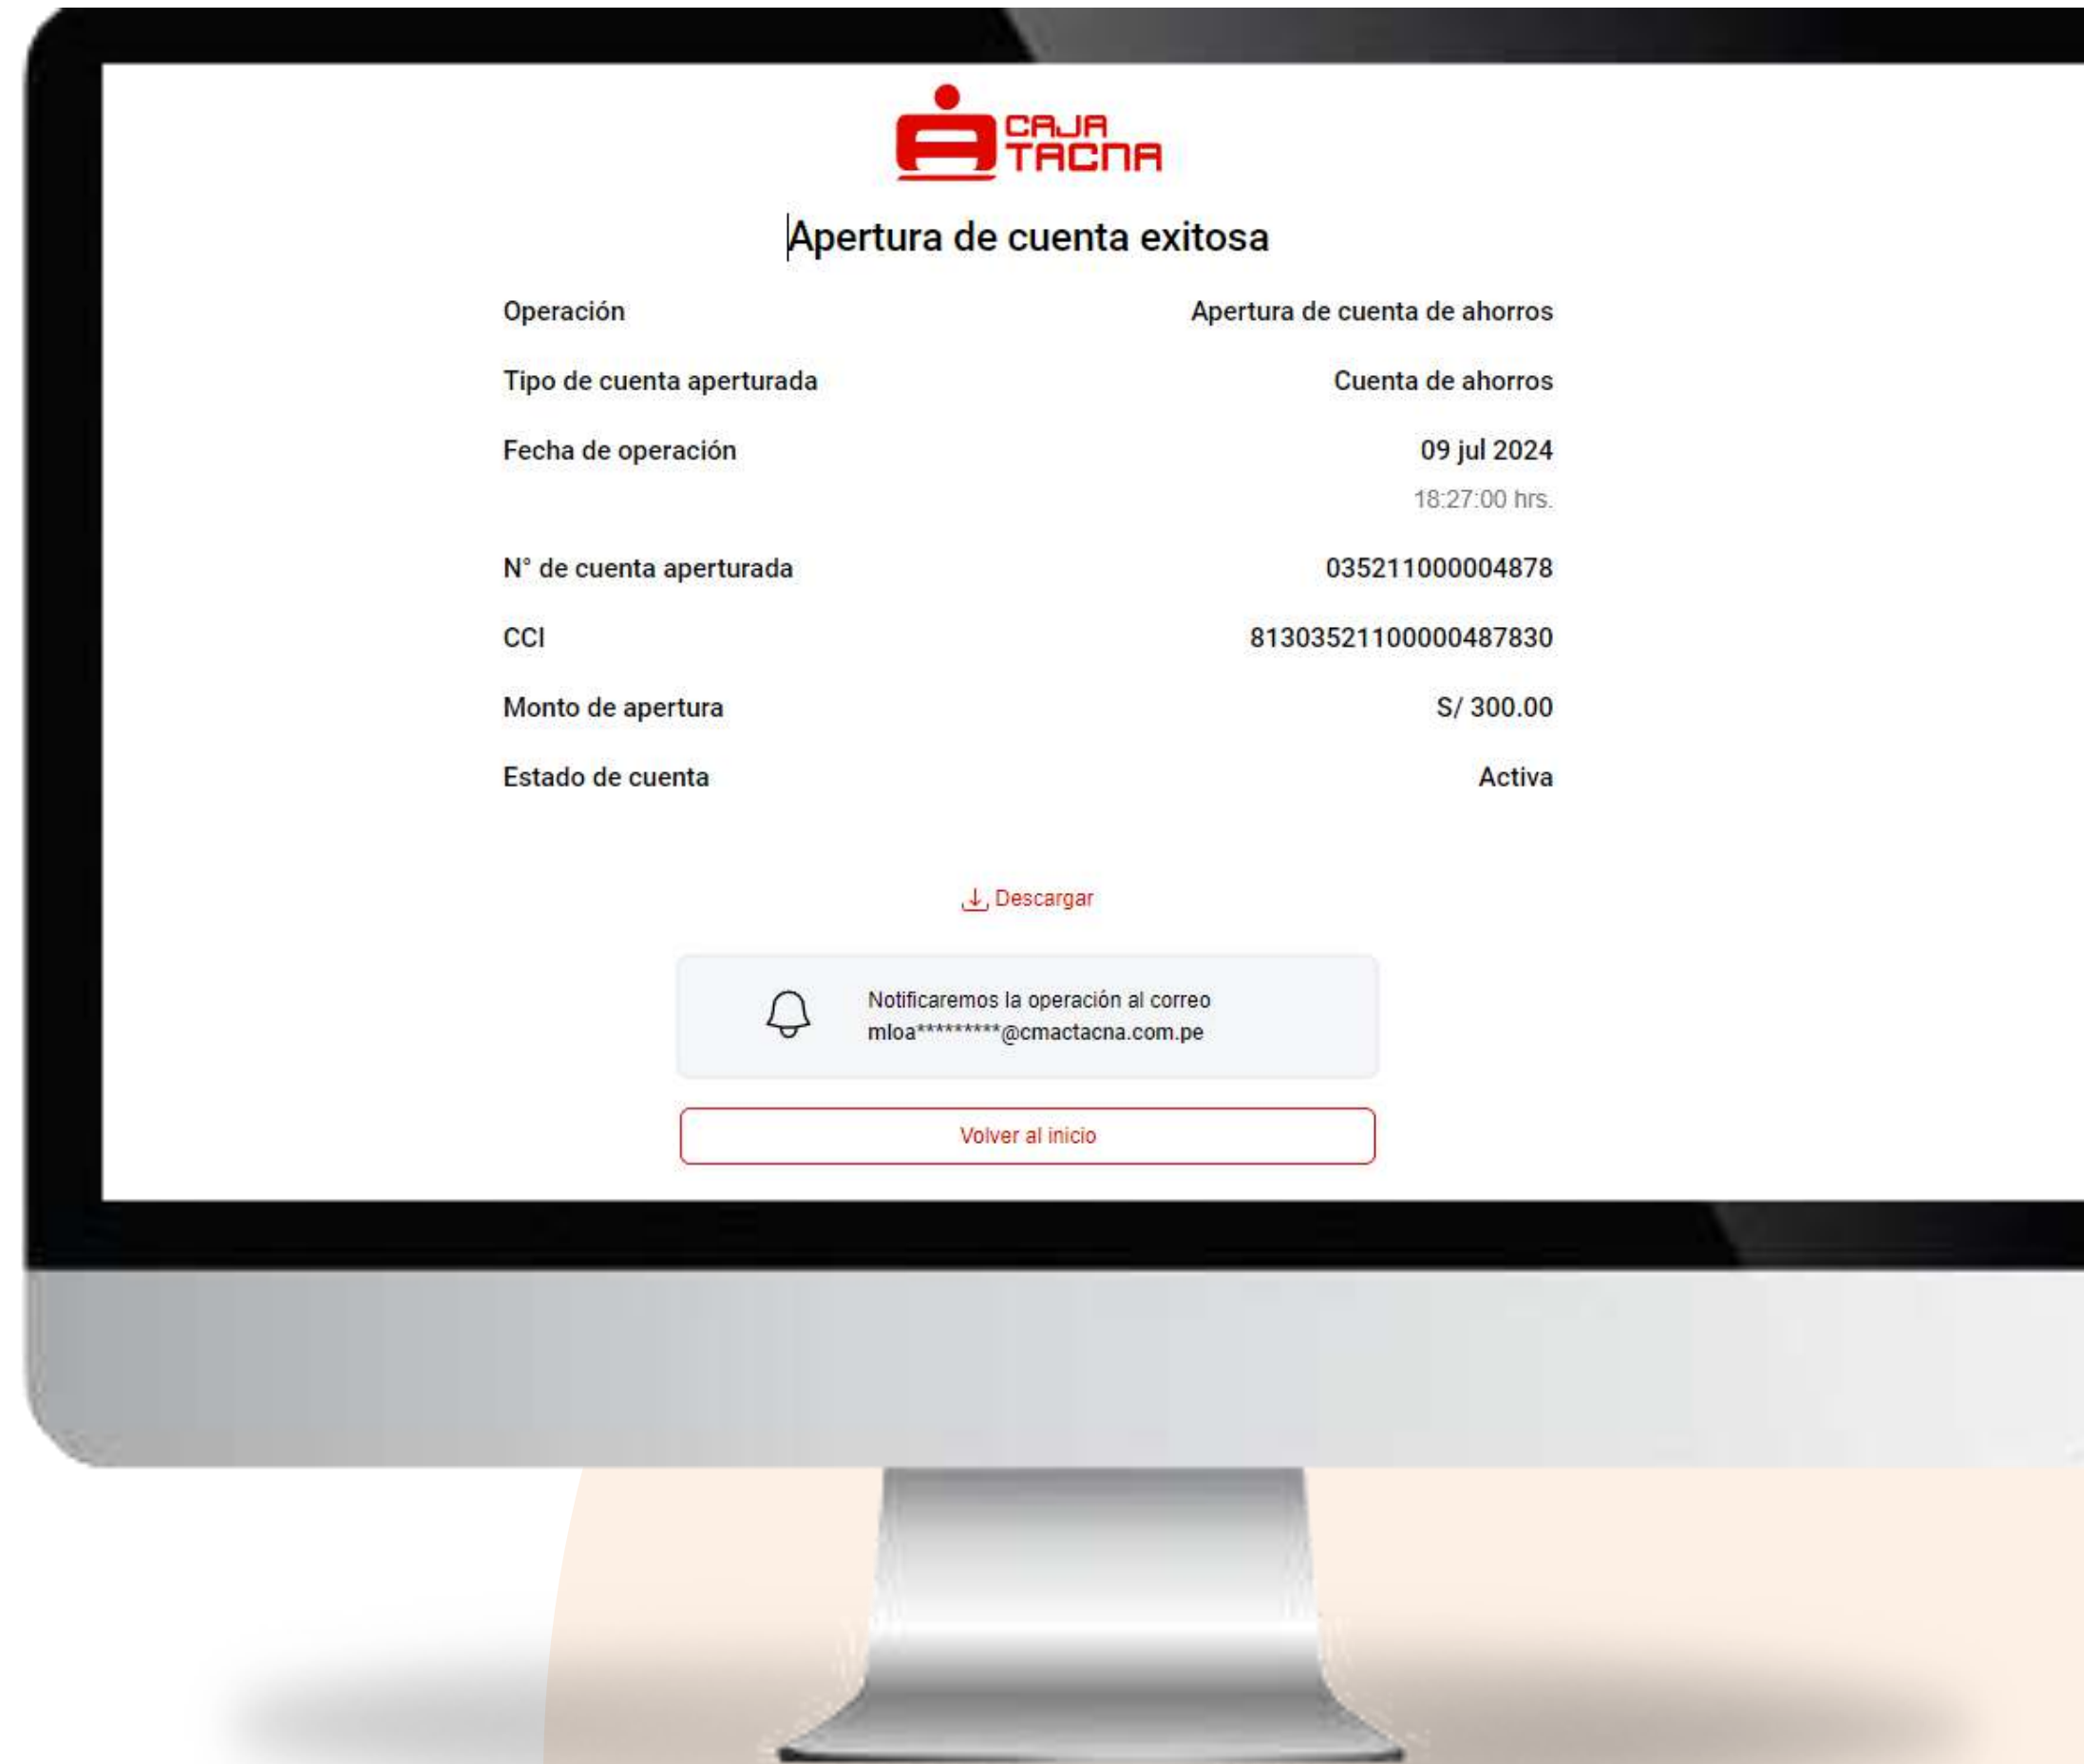 CAJA
TACNA
Apertura de cuenta exitosa
Operación Apertura de cuenta de ahorros
Tipo de cuenta aperturada Cuenta de ahorros
Fecha de operación 09 jul 2024
18:27:00 hrs.
N° de cuenta aperturada 035211000004878
CCI 81303521100000487830
Monto de apertura S/ 300.00
Estado de cuenta Activa
Descargar
Notificaremos la operación al correo
mloa*********@cmactacna.com.pe
Volver al inicio